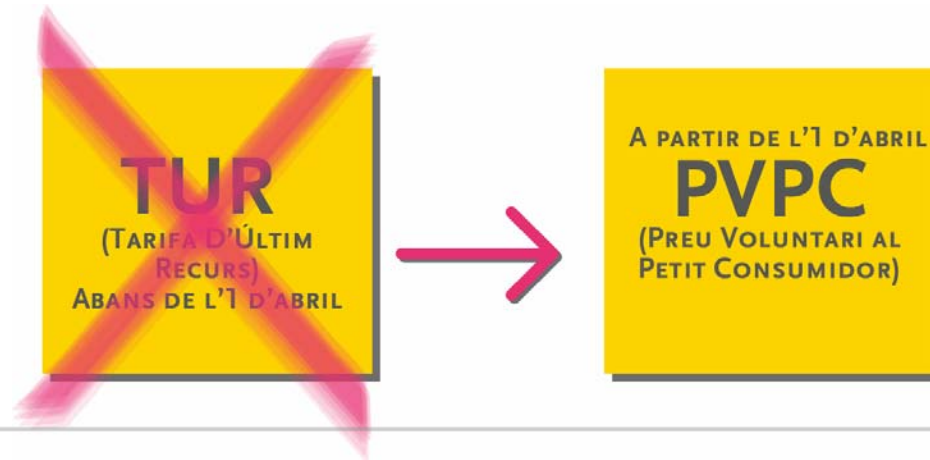 TUR
(Tarifa d'Últim
Recurs)
Abans de l'1 d'abril
A partir de l'1 d'abril
PVPC
(Preu Voluntari al
Petit Consumidor)